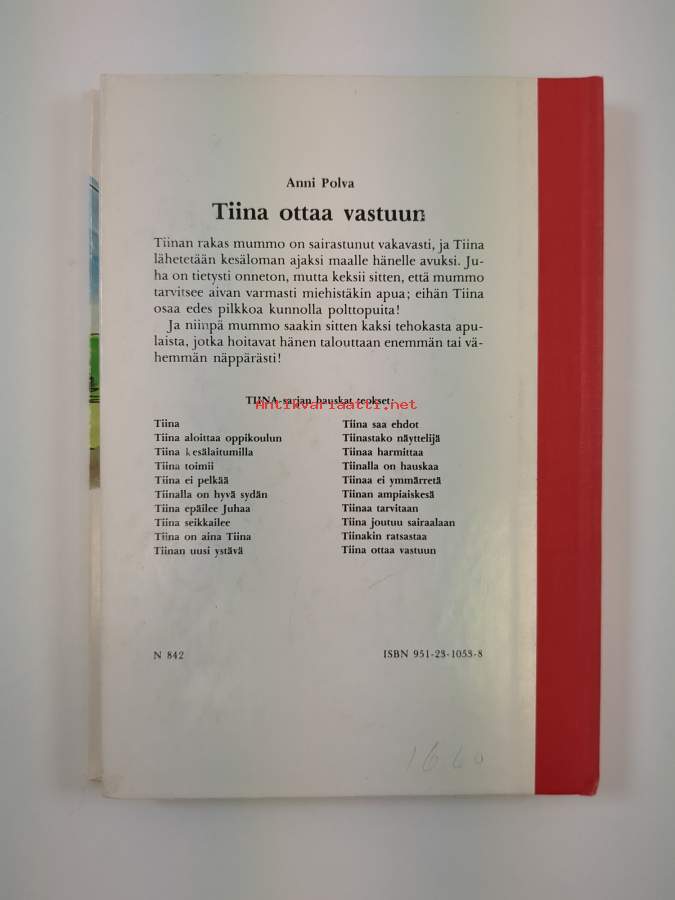 Anni Polva
Tiina ottaa vastuun
Tiinan rakas mummo on sairastunut vakavasti, ja Tiina
lähetetään kesäloman ajaksi maalle hänelle avuksi. Ju-
ha on tietysti onneton, mutta keksii sitten, että mummo
tarvitsee aivan varmasti miehistäkin apua; eihän Tiina
osaa edes pilkkoa kunnolla polttopuita!
Ja niinpä mummo saakin sitten kaksi tehokasta apu-
laista, jotka hoitavat hänen talouttaan enemmän tai vä-
hemmän näppärästi!
TIINA-sarjan hauskat teokset:
Antikvariaatti.net
Tiina
Tiina aloittaa oppikoulun
Tiina kesälaitumilla
Tiina toimii
Tiina ei pelkää
Tiinalla on hyvä sydän
Tiina epäilee Juhaa
Tiina seikkailee
Tiina on aina Tiina
Tiinan uusi ystävä
Tiina saa ehdot
Tiinastako näyttelijä
Tiinaa harmittaa
Tiinalla on hauskaa
Tiinaa ei ymmärretä
Tiinan ampiaiskesä
Tiinaa tarvitaan
Tiina joutuu sairaalaan
Tiinakin ratsastaa
Tiina ottaa vastuun
N 842
ISBN 951-23-1053-8